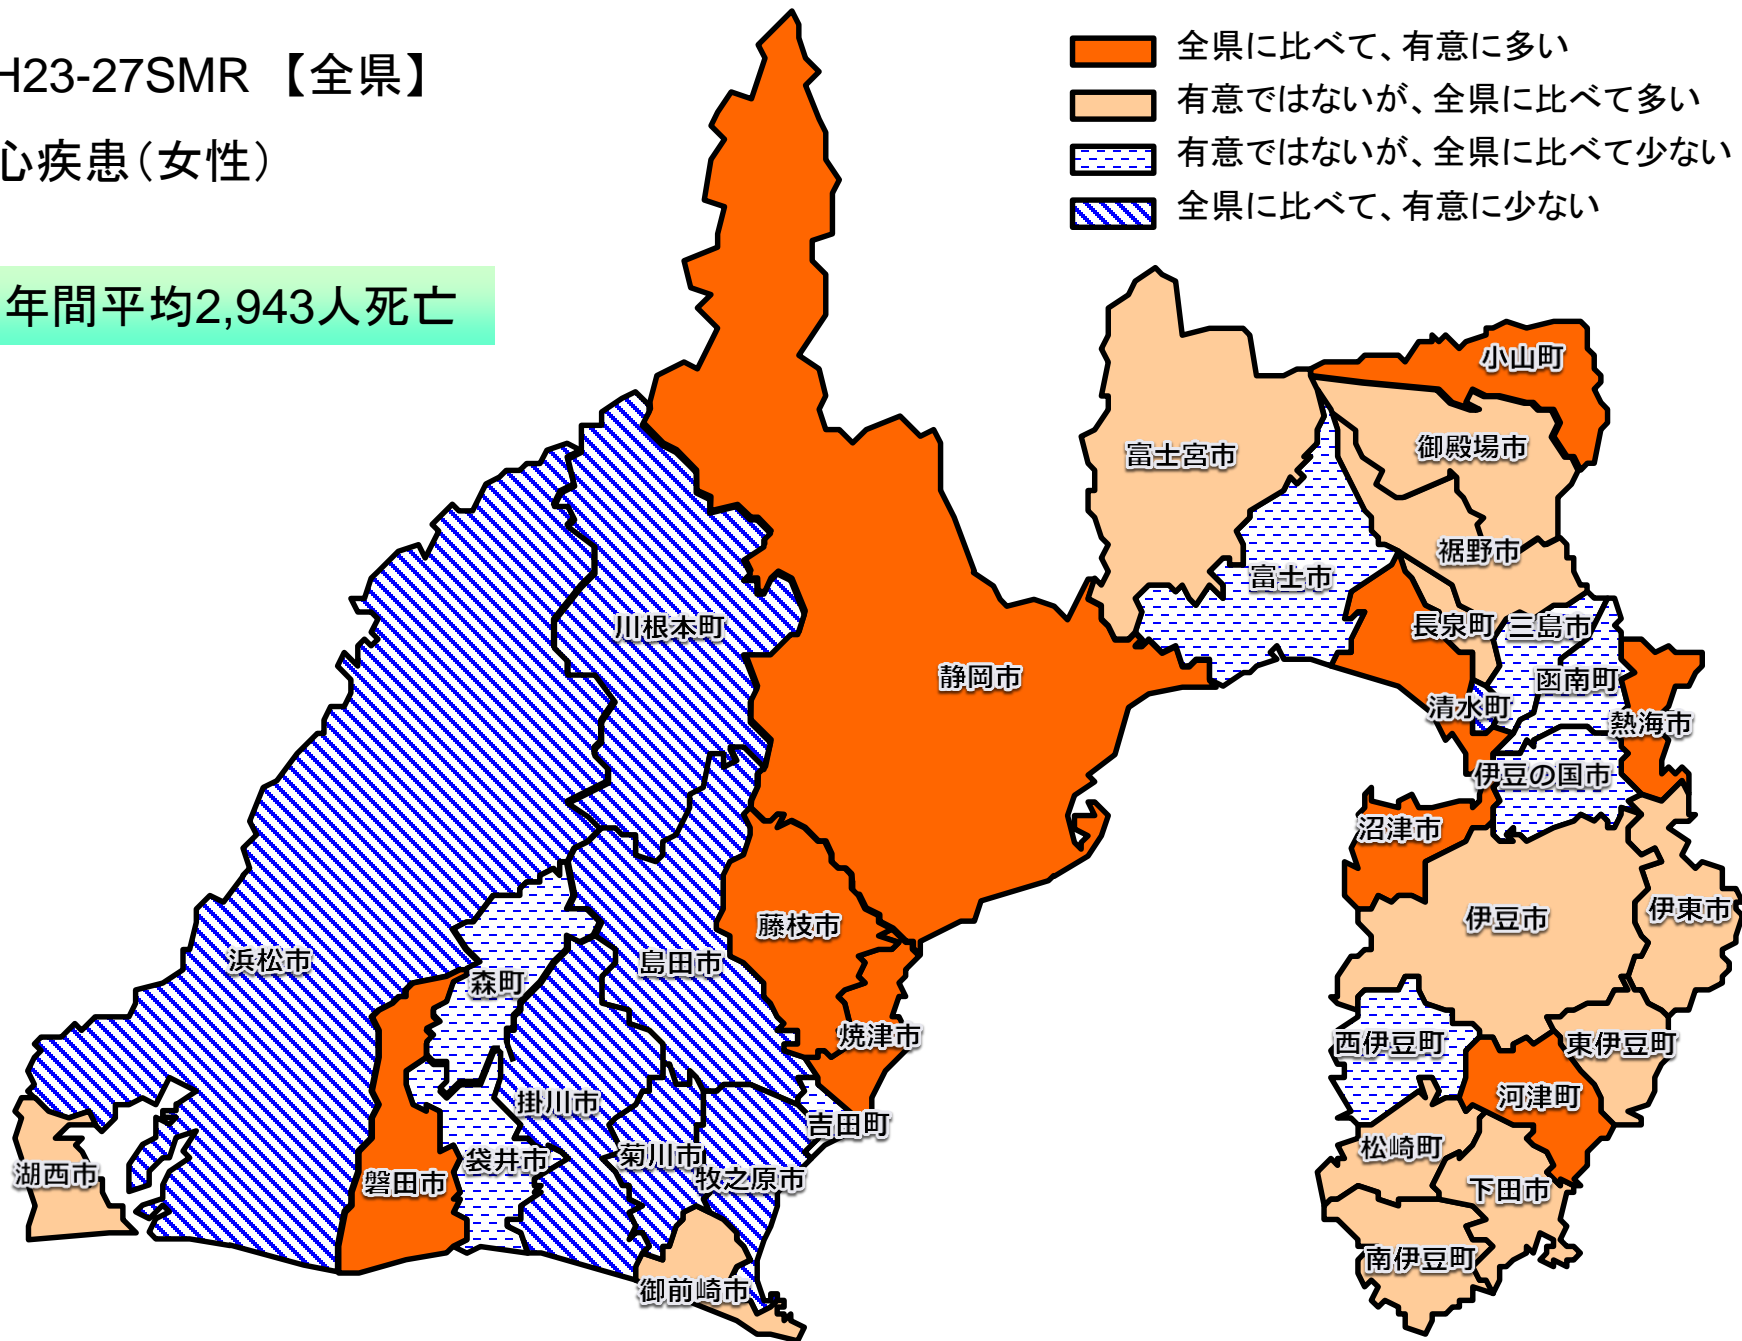 H23-27SMR 【全県】
心疾患（女性）
年間平均2,943人死亡
全県に比べて、有意に多い
有意ではないが、全県に比べて多い
有意ではないが、全県に比べて少ない
全県に比べて、有意に少ない
小山町
御殿場市
富士宮市
裾野市
富士市
長泉町
三島市
川根本町
静岡市
函南町
清水町
熱海市
伊豆の国市
沼津市
伊東市
伊豆市
藤枝市
浜松市
島田市
森町
焼津市
西伊豆町
東伊豆町
河津町
掛川市
吉田町
松崎町
菊川市
袋井市
湖西市
磐田市
牧之原市
下田市
南伊豆町
御前崎市